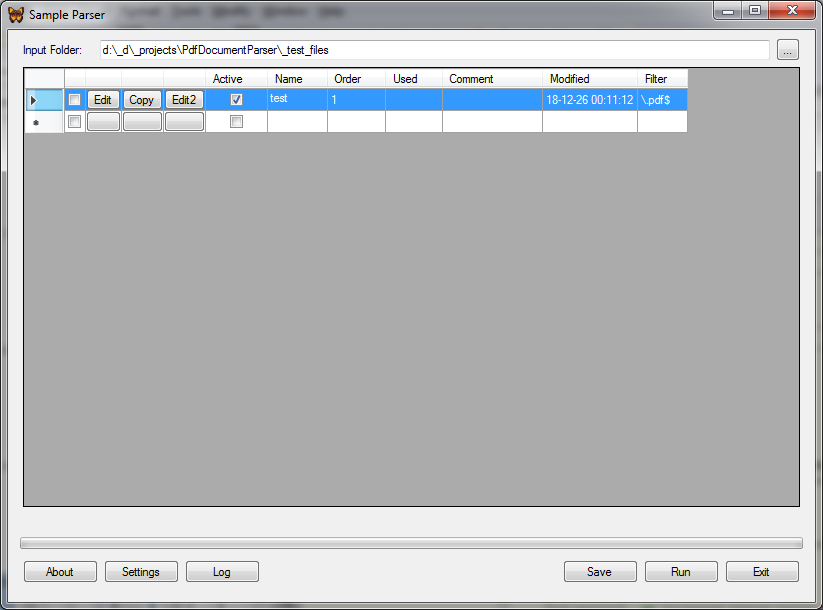 Sample Parser
Input Folder: d:\_d\_projects\PdfDocumentParser\_test_files ...
Active Name Order Used Comment Modified Filter
Edit Copy Edit2 test 1 18-12-26 00:11:12 \.pdf$
About Settings Log Save Run Exit